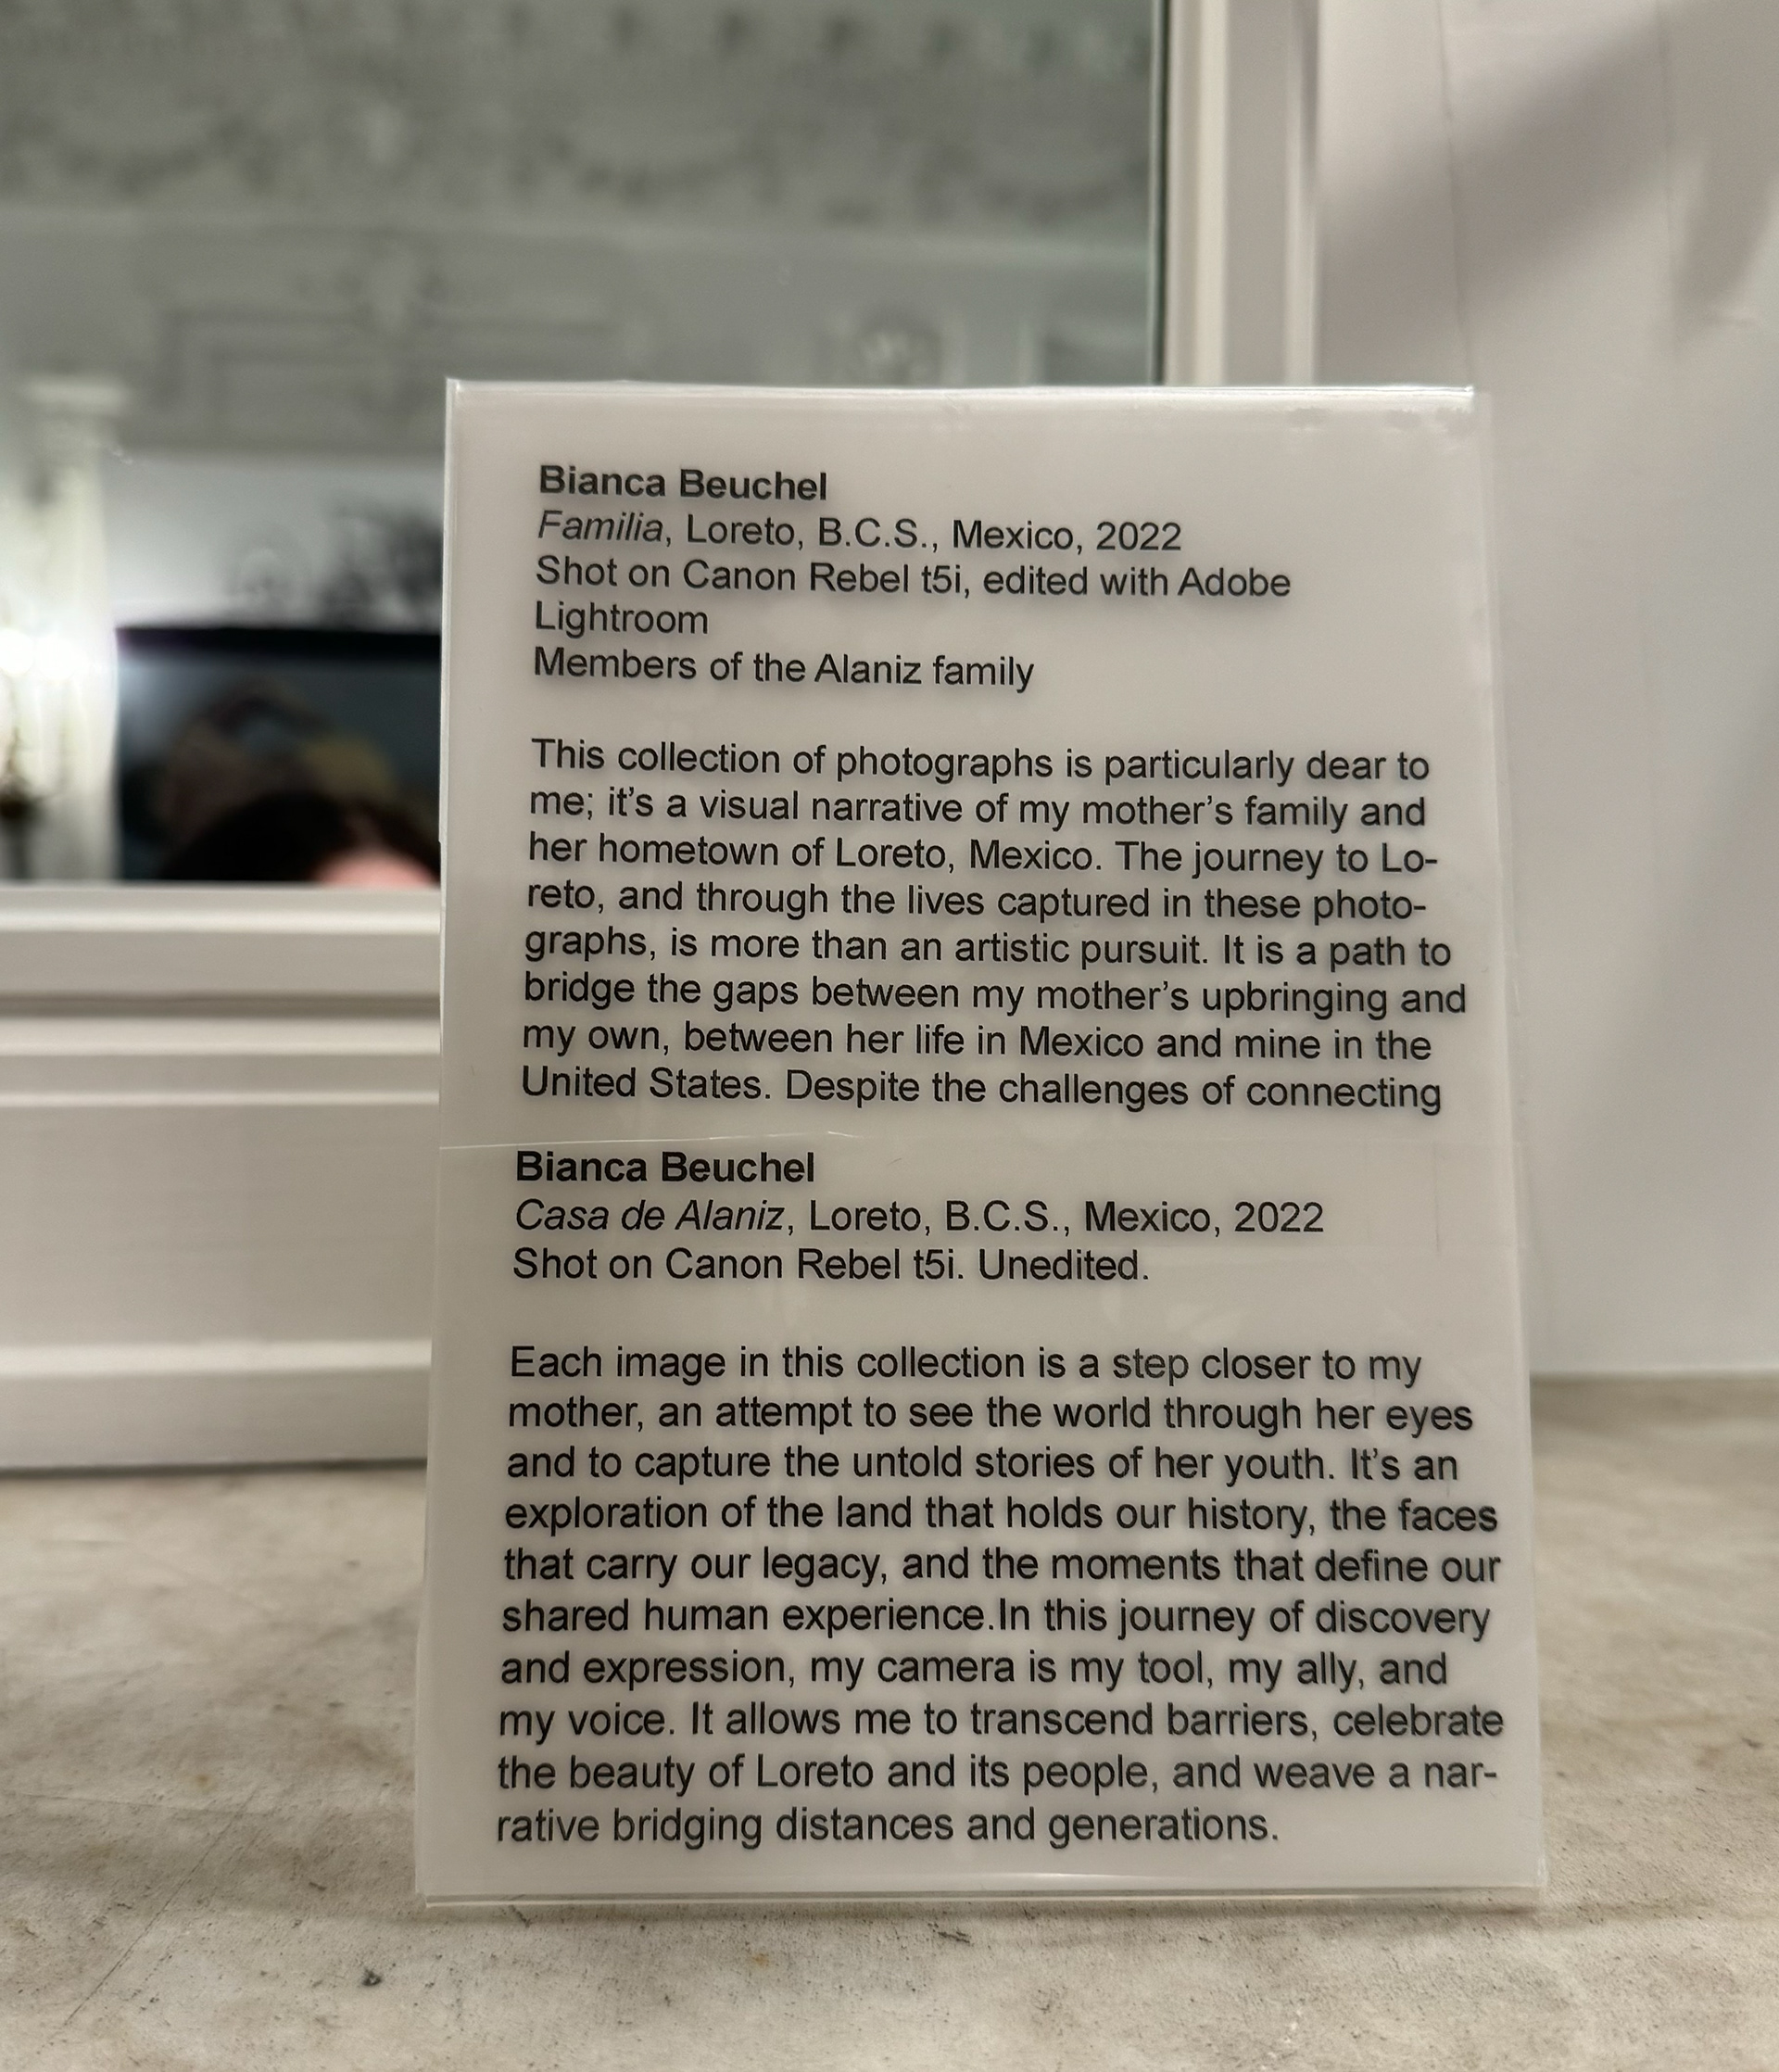 Bianca Beuchel
Familia, Loreto, B.C.S., Mexico, 2022
Shot on Canon Rebel t5i, edited with Adobe
Lightroom
Members of the Alaniz family
This collection of photographs is particularly dear to
me; it’s a visual narrative of my mother’s family and
her hometown of Loreto, Mexico. The journey to Lo-
reto, and through the lives captured in these photo-
graphs, is more than an artistic pursuit. It is a path to
bridge the gaps between my mother’s upbringing and
my own, between her life in Mexico and mine in the
United States. Despite the challenges of connecting
Bianca Beuchel
Casa de Alaniz, Loreto, B.C.S., Mexico, 2022
Shot on Canon Rebel t5i. Unedited.
Each image in this collection is a step closer to my
mother, an attempt to see the world through her eyes
and to capture the untold stories of her youth. It’s an
exploration of the land that holds our history, the faces
that carry our legacy, and the moments that define our
shared human experience.In this journey of discovery
and expression, my camera is my tool, my ally, and
my voice. It allows me to transcend barriers, celebrate
the beauty of Loreto and its people, and weave a nar-
rative bridging distances and generations.